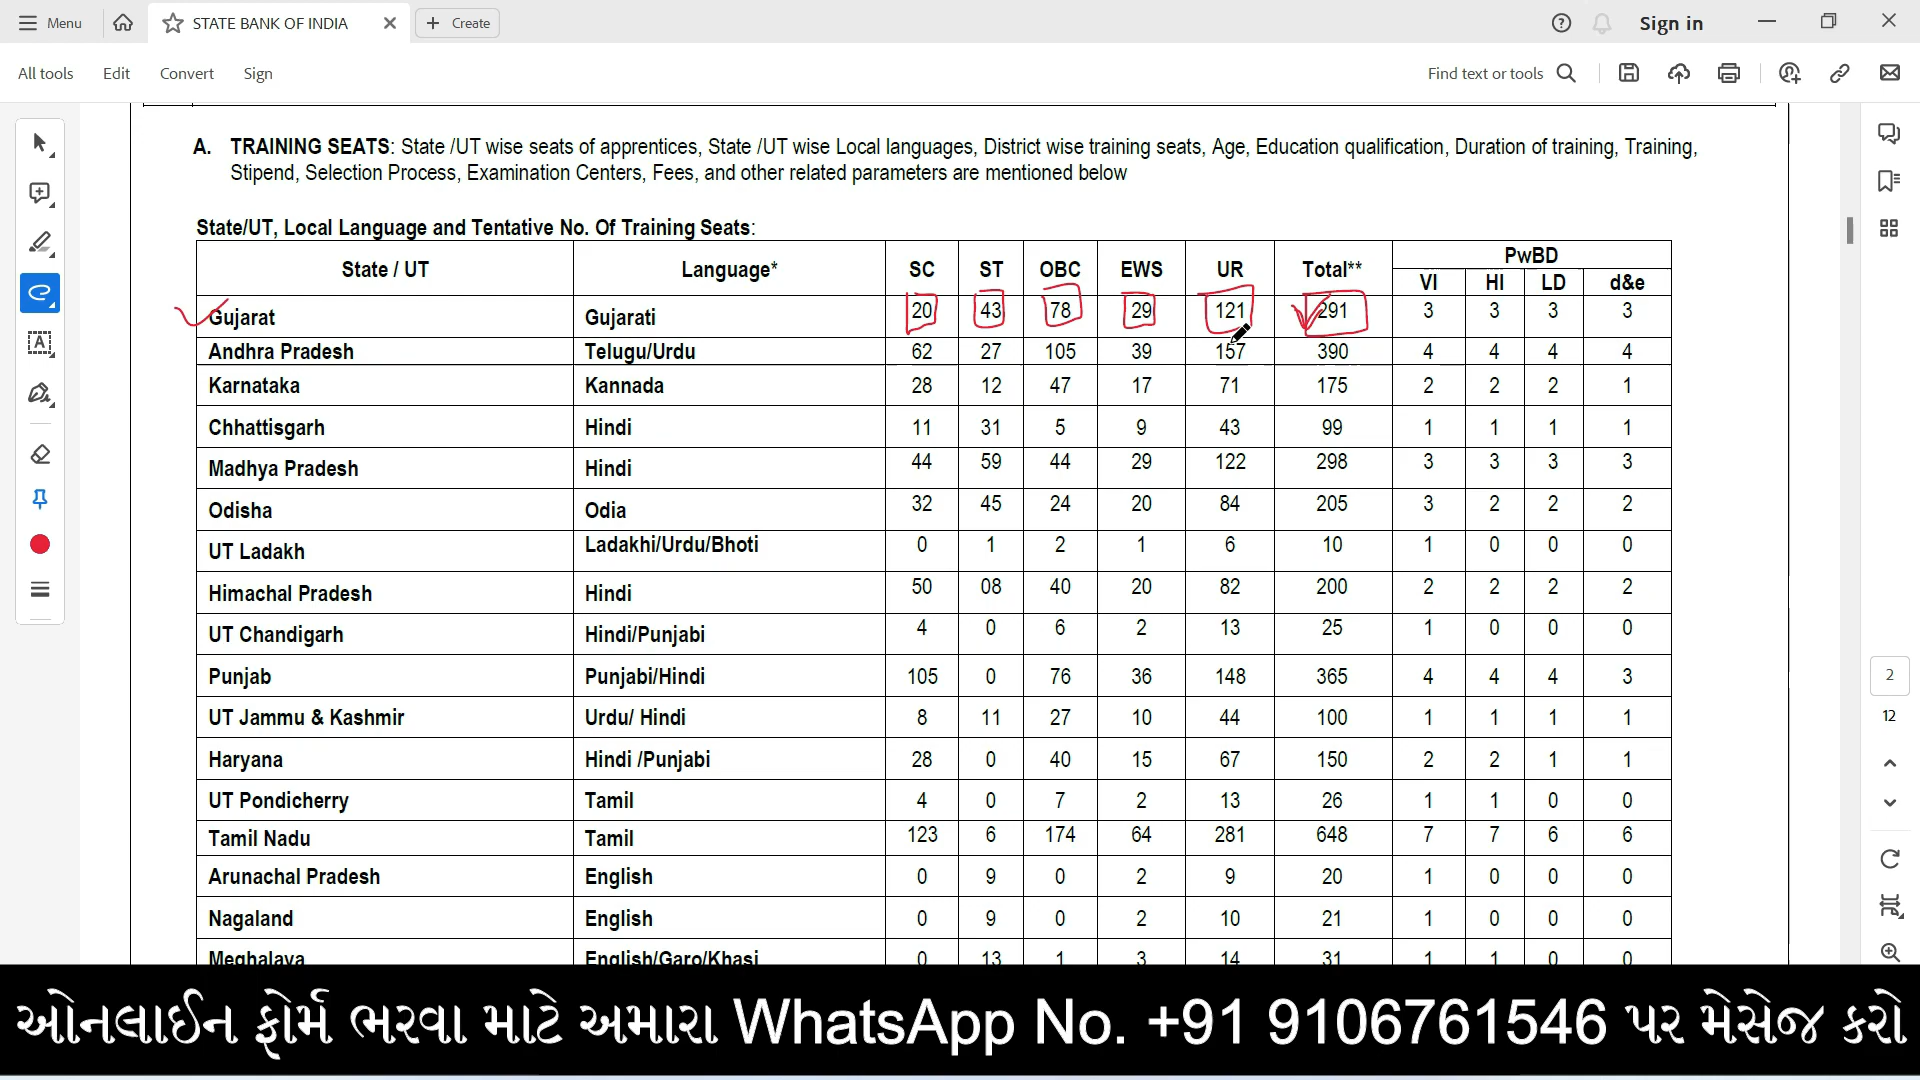 Menu
STATE BANK OF INDIA
Create
Sign in
All tools
Edit
Convert
Sign
Find text or tools
A. TRAINING SEATS: State /UT wise seats of apprentices, State /UT wise Local languages, District wise training seats, Age, Education qualification, Duration of training, Training,
Stipend, Selection Process, Examination Centers, Fees, and other related parameters are mentioned below
State/UT, Local Language and Tentative No. Of Training Seats:
State / UT Language* SC ST OBC EWS UR Total** PwBD
VI HI LD d&e
Gujarat Gujarati 20 43 78 29 121 291 3 3 3 3
Andhra Pradesh Telugu/Urdu 62 27 105 39 157 390 4 4 4 4
Karnataka Kannada 28 12 47 17 71 175 2 2 2 1
Chhattisgarh Hindi 11 31 5 9 43 99 1 1 1 1
Madhya Pradesh Hindi 44 59 44 29 122 298 3 3 3 3
Odisha Odia 32 45 24 20 84 205 3 2 2 2
UT Ladakh Ladakhi/Urdu/Bhoti 0 1 2 1 6 10 1 0 0 0
Himachal Pradesh Hindi 50 08 40 20 82 200 2 2 2 2
UT Chandigarh Hindi/Punjabi 4 0 6 2 13 25 1 0 0 0
Punjab Punjabi/Hindi 105 0 76 36 148 365 4 4 4 3
UT Jammu & Kashmir Urdu/ Hindi 8 11 27 10 44 100 1 1 1 1
Haryana Hindi /Punjabi 28 0 40 15 67 150 2 2 1 1
UT Pondicherry Tamil 4 0 7 2 13 26 1 1 0 0
Tamil Nadu Tamil 123 6 174 64 281 648 7 7 6 6
Arunachal Pradesh English 0 9 0 2 9 20 1 0 0 0
Nagaland English 0 9 0 2 10 21 1 0 0 0
Meghalaya English/Garo/Khasi 0 13 1 3 14 31 1 1 0 0
2
12
ઓનલાઈન ફોર્મ ભરવા માટે અમારા WhatsApp No. +91 9106761546 પર મેસેજ કરો